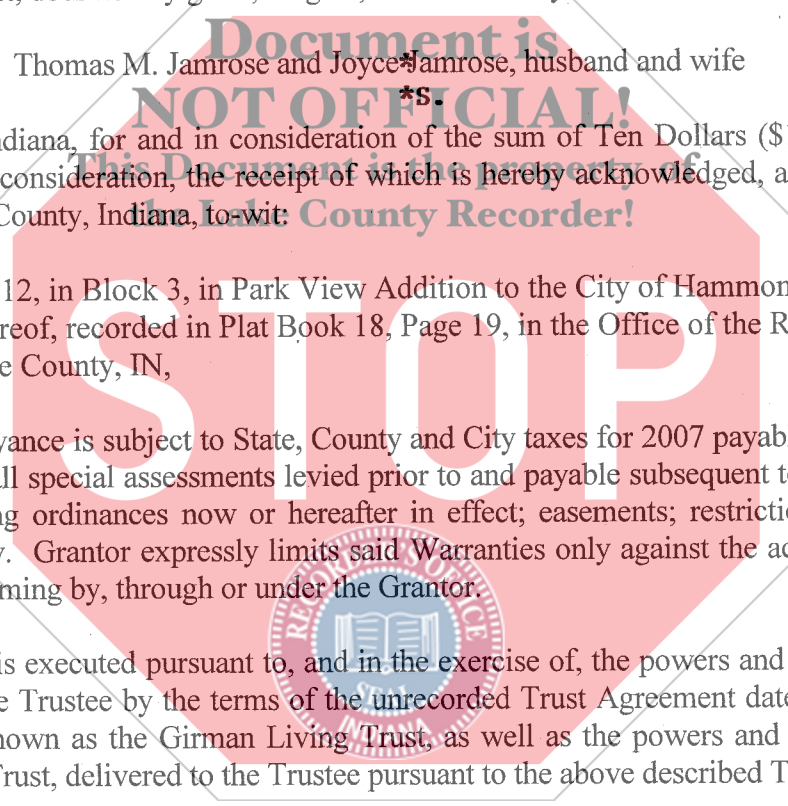 Document is
Thomas M. Jamrose and Joyce*Jamrose, husband and wife
*S.
NOT OFFICIAL!
ndiana, for and in consideration of the sum of Ten Dollars ($
This Document is the property of
consideration, the receipt of which is hereby acknowledged, a
the Lake County Recorder!
County, Indiana, to-wit:
12, in Block 3, in Park View Addition to the City of Hammon
reof, recorded in Plat Book 18, Page 19, in the Office of the R
e County, IN,
STOP
yance is subject to State, County and City taxes for 2007 payab
ll special assessments levied prior to and payable subsequent t
ng ordinances now or hereafter in effect; easements; restricti
y. Grantor expressly limits said Warranties only against the a
ming by, through or under the Grantor.
RECORDER'S OFFICE
SEAL
INDIANA
is executed pursuant to, and in the exercise of, the powers and
e Trustee by the terms of the unrecorded Trust Agreement date
nown as the Girman Living Trust, as well as the powers and
Trust, delivered to the Trustee pursuant to the above described T